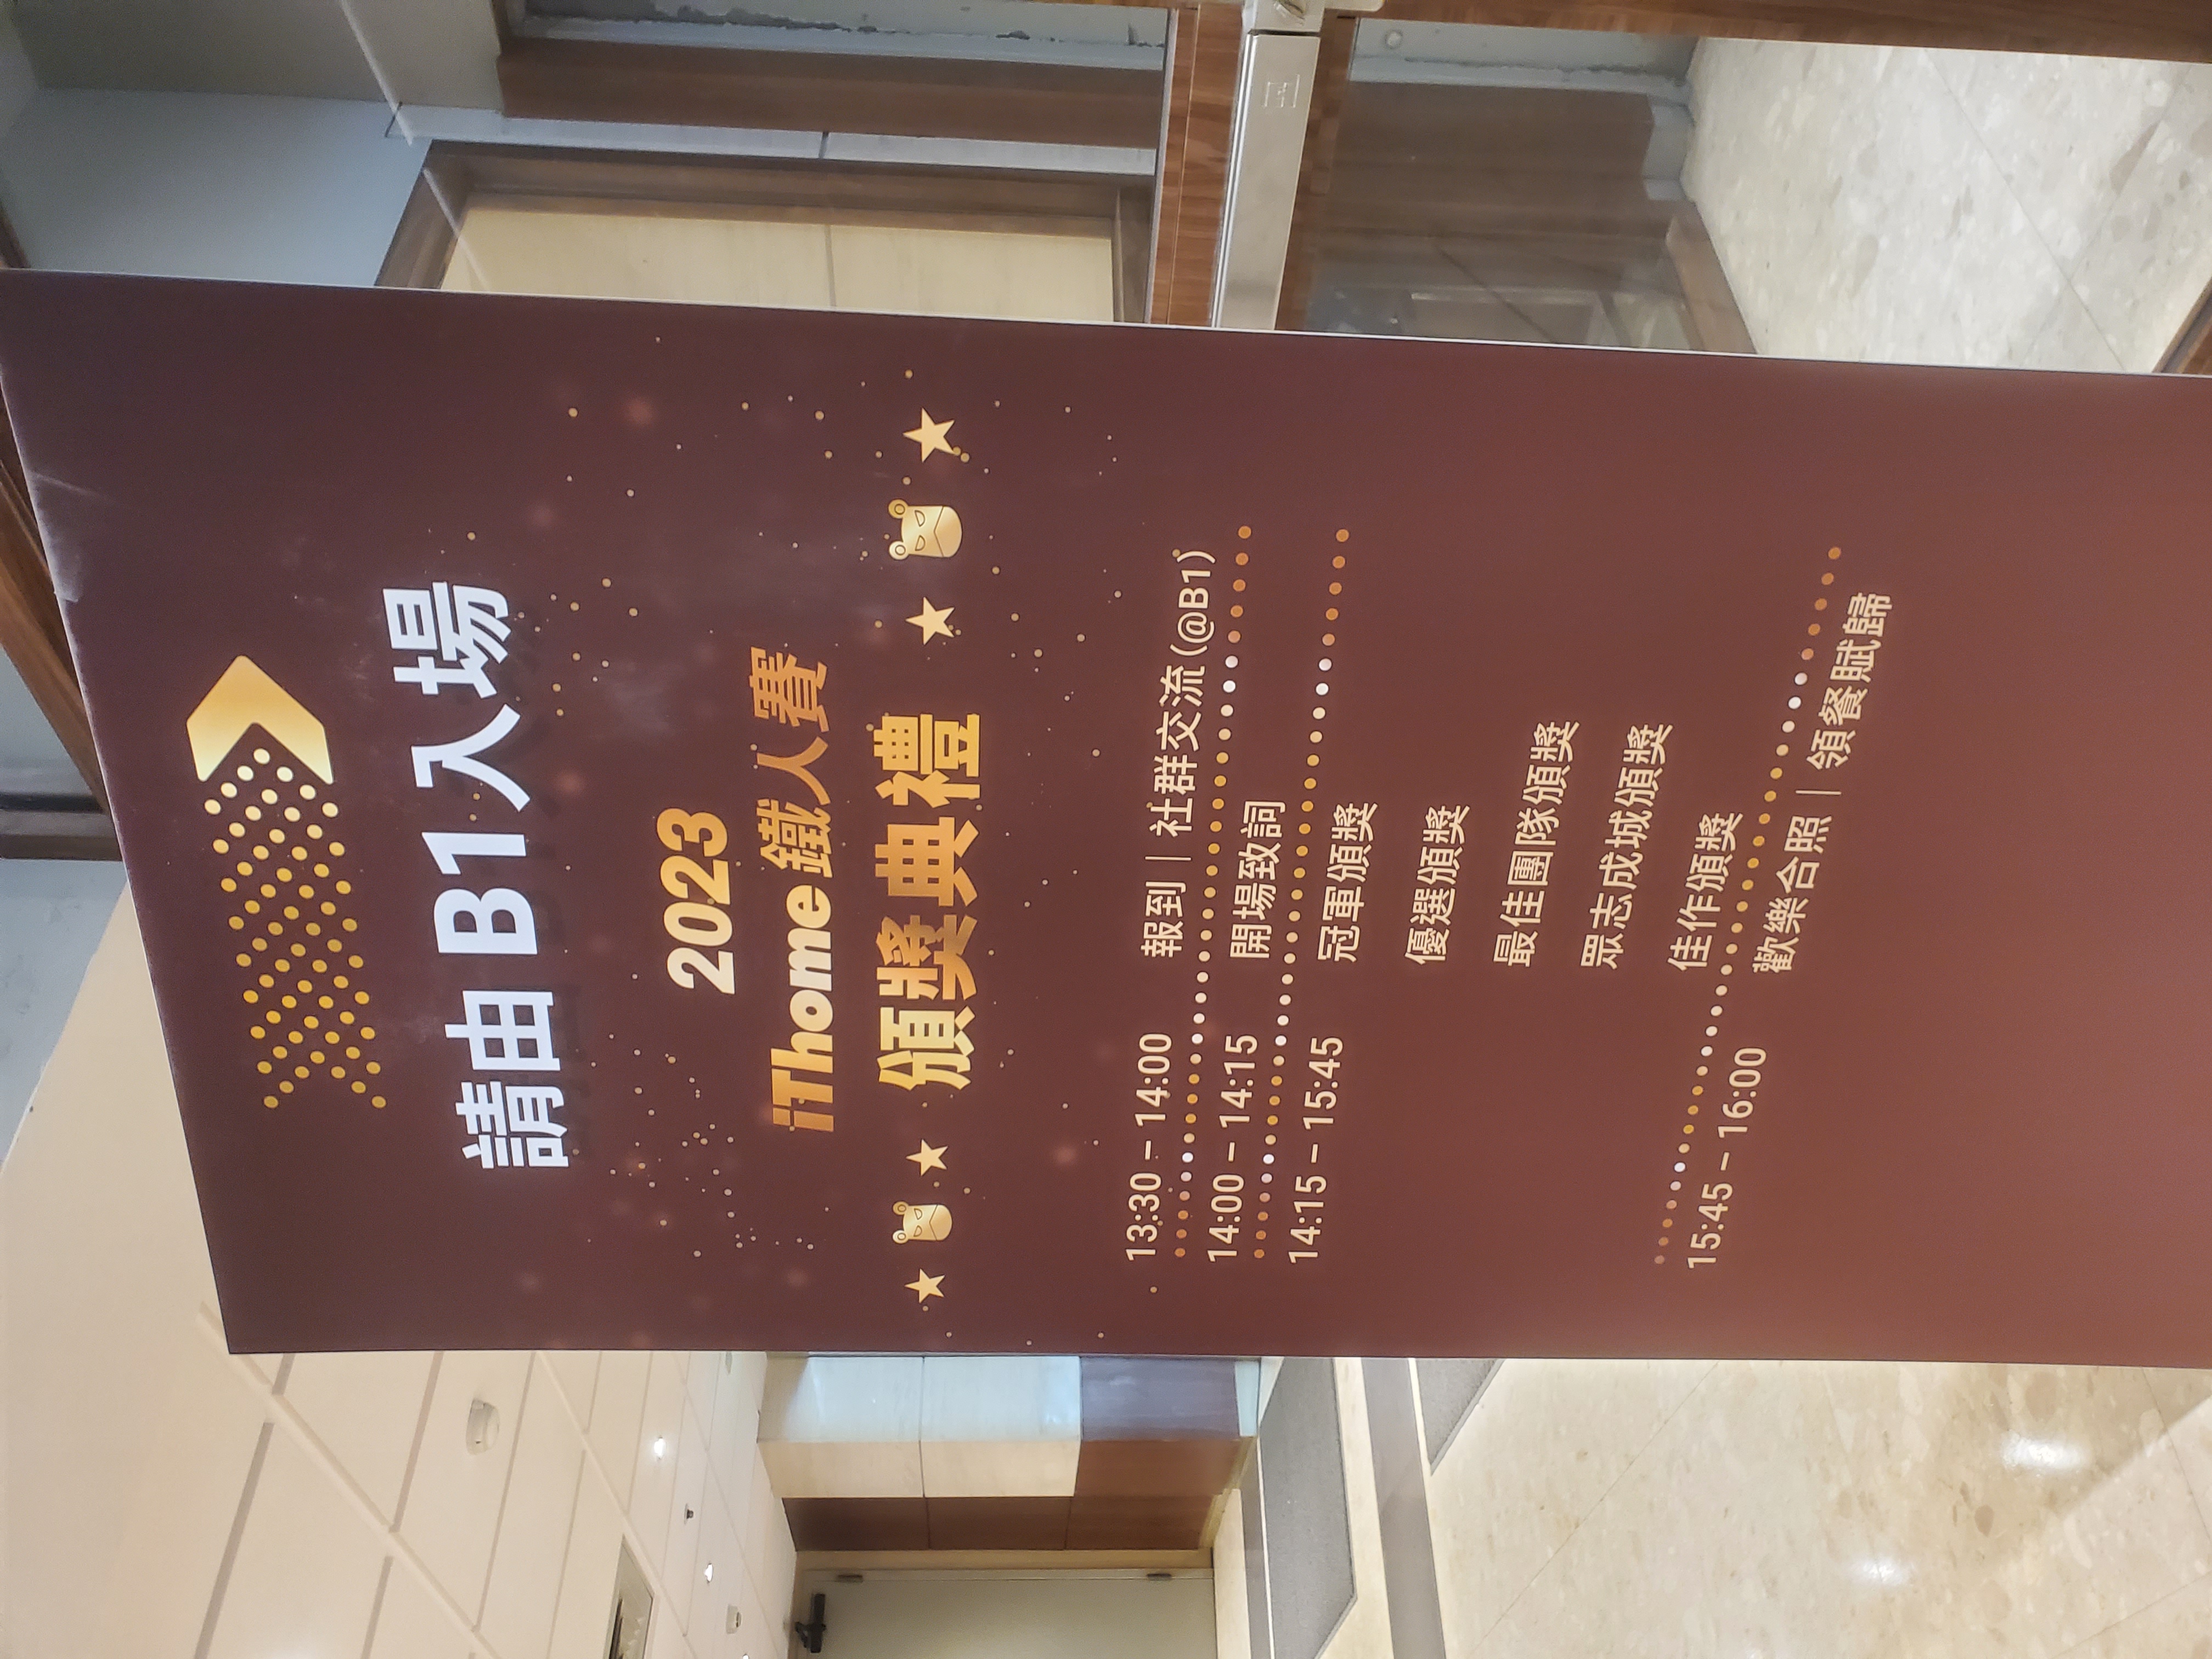 請由 B1入場
2023
iThome 鐵人賽
頒獎典禮
13:30 – 14:00 報到｜社群交流(@B1)
14:00 – 14:15 開場致詞
14:15 – 15:45 冠軍頒獎
優選頒獎
最佳團隊頒獎
眾志成城頒獎
佳作頒獎
15:45 – 16:00 歡樂合照｜領餐賦歸